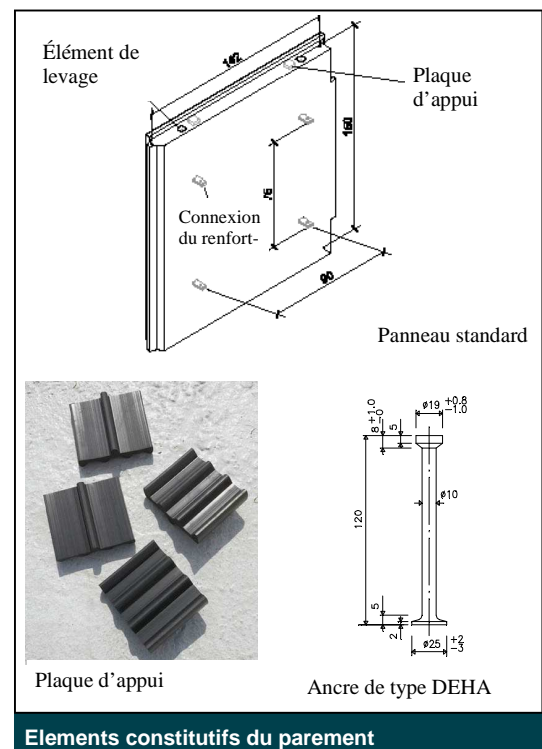 Élément de
levage
142
Plaque
d’appui
160
75
Connexion
du renfort-
90
Panneau standard
ø19 +0.8
-1.0
8 +1.0
-0
5
ø10
120
5
2
ø25 +2
-3
Plaque d’appui
Ancre de type DEHA
Elements constitutifs du parement